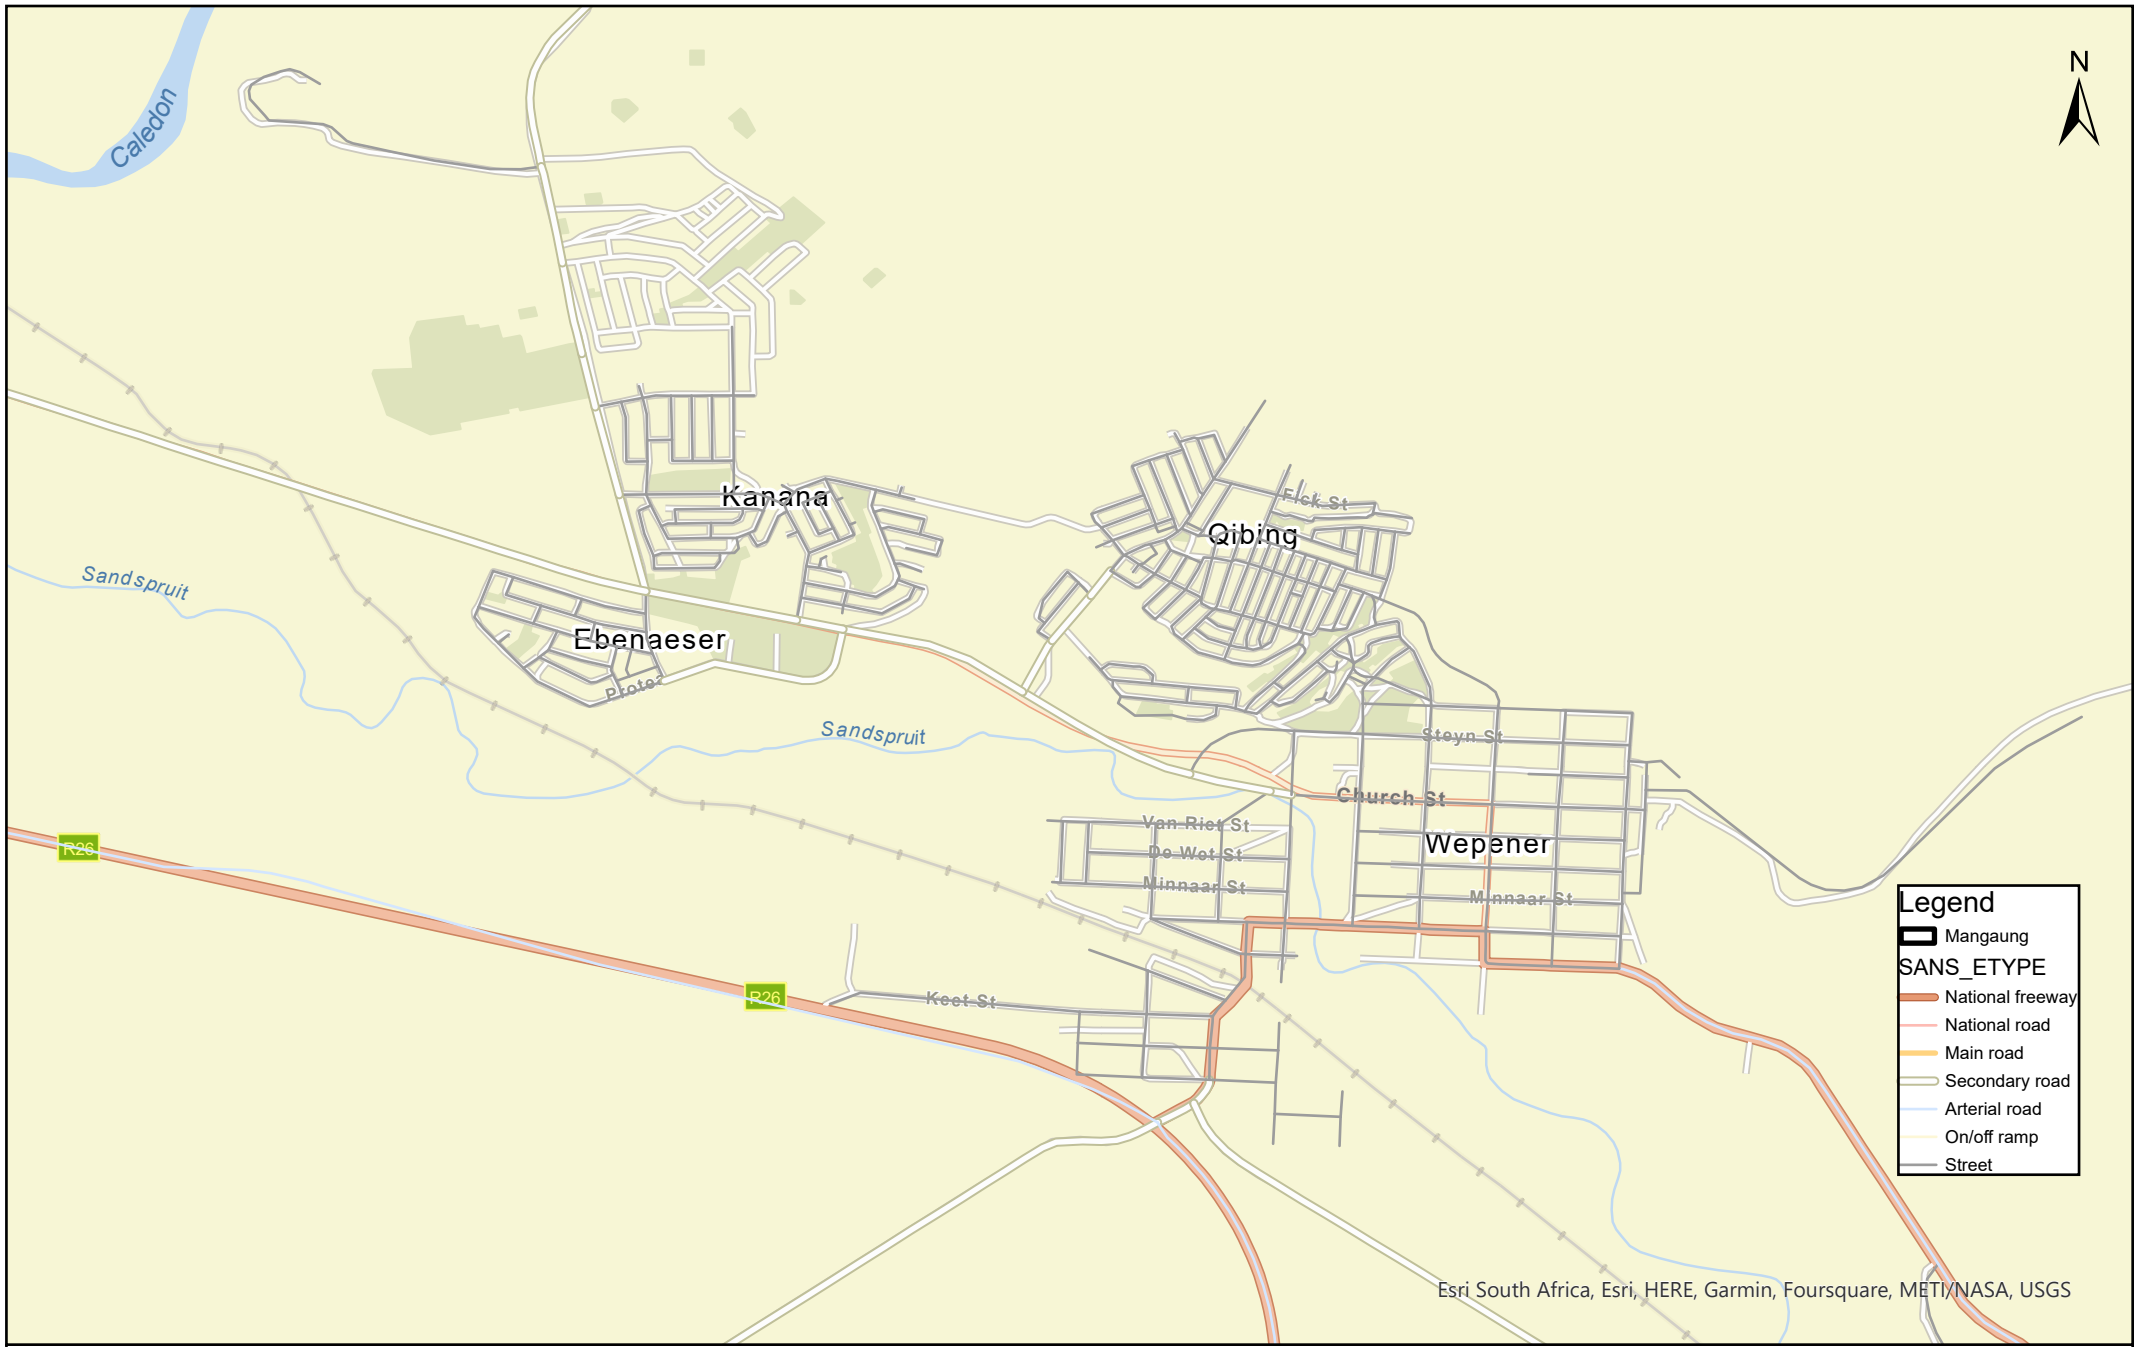 N
Caledon
Kanana
Fick St
Qibing
Sandspruit
Ebenaeser
Protea
Sandspruit
Steyn St
Church St
Van Riet St
Wepener
R26
De Wet St
Minnaar St
Minnaar St
R26
Keet St
Legend
Mangaung
SANS_ETYPE
National freeway
National road
Main road
Secondary road
Arterial road
On/off ramp
Street
Esri South Africa, Esri, HERE, Garmin, Foursquare, METI/NASA, USGS